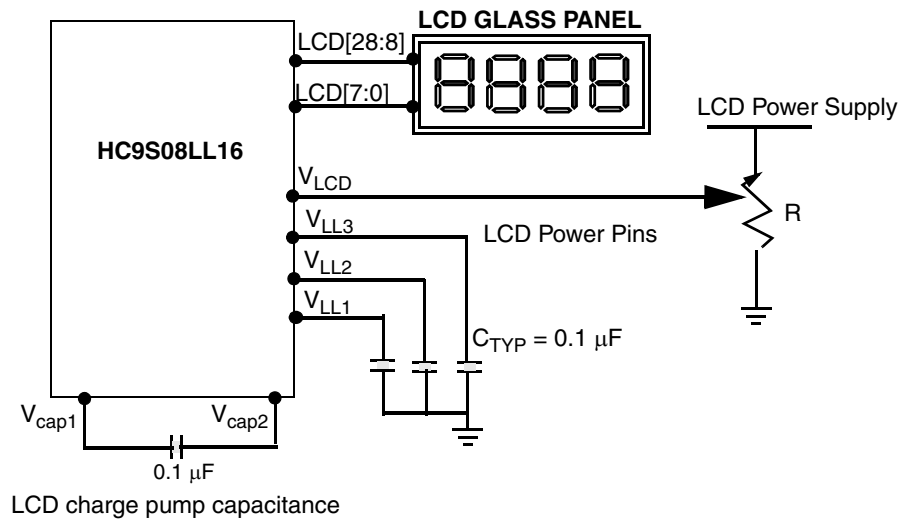 LCD GLASS PANEL
LCD[28:8]
LCD[7:0]
LCD Power Supply
HC9S08LL16
VLCD
R
VLL3
LCD Power Pins
VLL2
VLL1
CTYP = 0.1 μF
Vcap1
Vcap2
0.1 μF
LCD charge pump capacitance